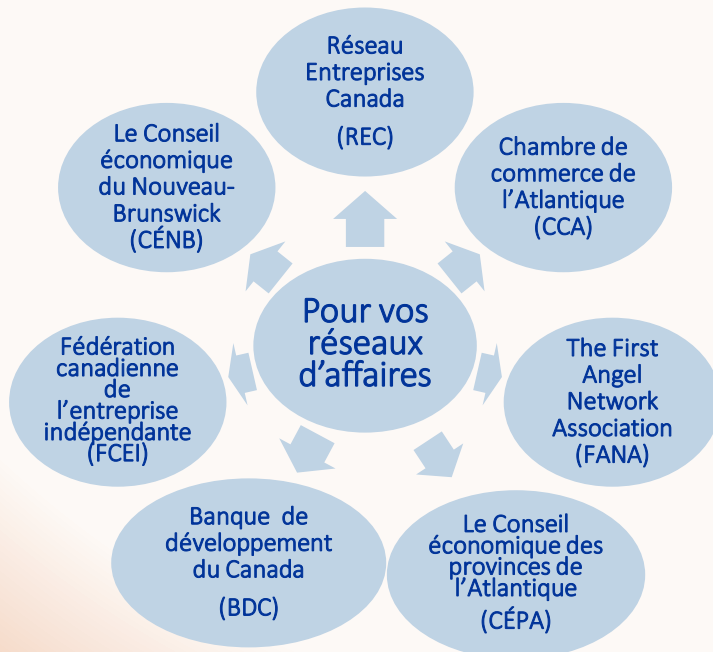 Réseau
Entreprises
Canada
(REC)
Le Conseil
économique
du Nouveau-
Brunswick
(CÉNB)
Chambre de
commerce de
l'Atlantique
(CCA)
Pour vos
réseaux
d'affaires
Fédération
canadienne
de
l'entreprise
indépendante
(FCEI)
The First
Angel
Network
Association
(FANA)
Banque de
développement
du Canada
(BDC)
Le Conseil
économique des
provinces de
l'Atlantique
(CÉPA)